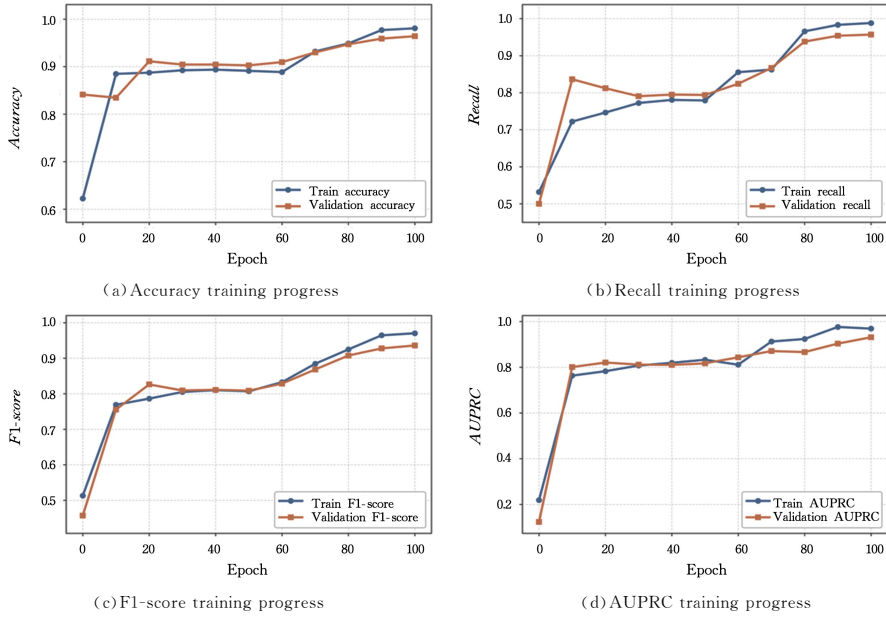 1.0
0.9
0.8
0.7
0.6
Accuracy
Train accuracy
Validation accuracy
0 20 40 60 80 100
Epoch
(a)Accuracy training progress
1.0
0.9
0.8
0.7
0.6
0.5
Recall
Train recall
Validation recall
0 20 40 60 80 100
Epoch
(b)Recall training progress
1.0
0.9
0.8
0.7
0.6
0.5
F1-score
Train F1-score
Validation F1-score
0 20 40 60 80 100
Epoch
(c)F1-score training progress
1.0
0.8
0.6
0.4
0.2
AUPRC
Train AUPRC
Validation AUPRC
0 20 40 60 80 100
Epoch
(d)AUPRC training progress